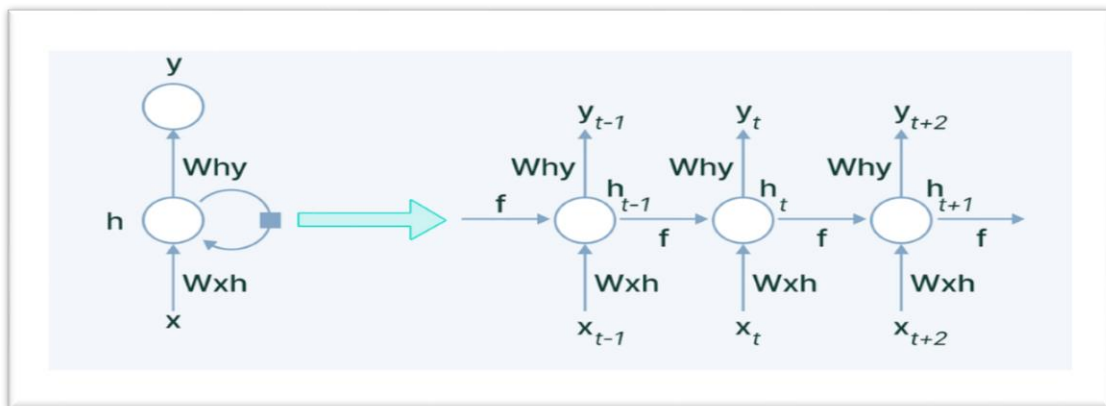 y
Why
h
Wxh
x
y t-1 y t y t+2
Why Why Why
h t-1 h t h t+1
f f f f
Wxh Wxh Wxh
x t-1 x t x t+2